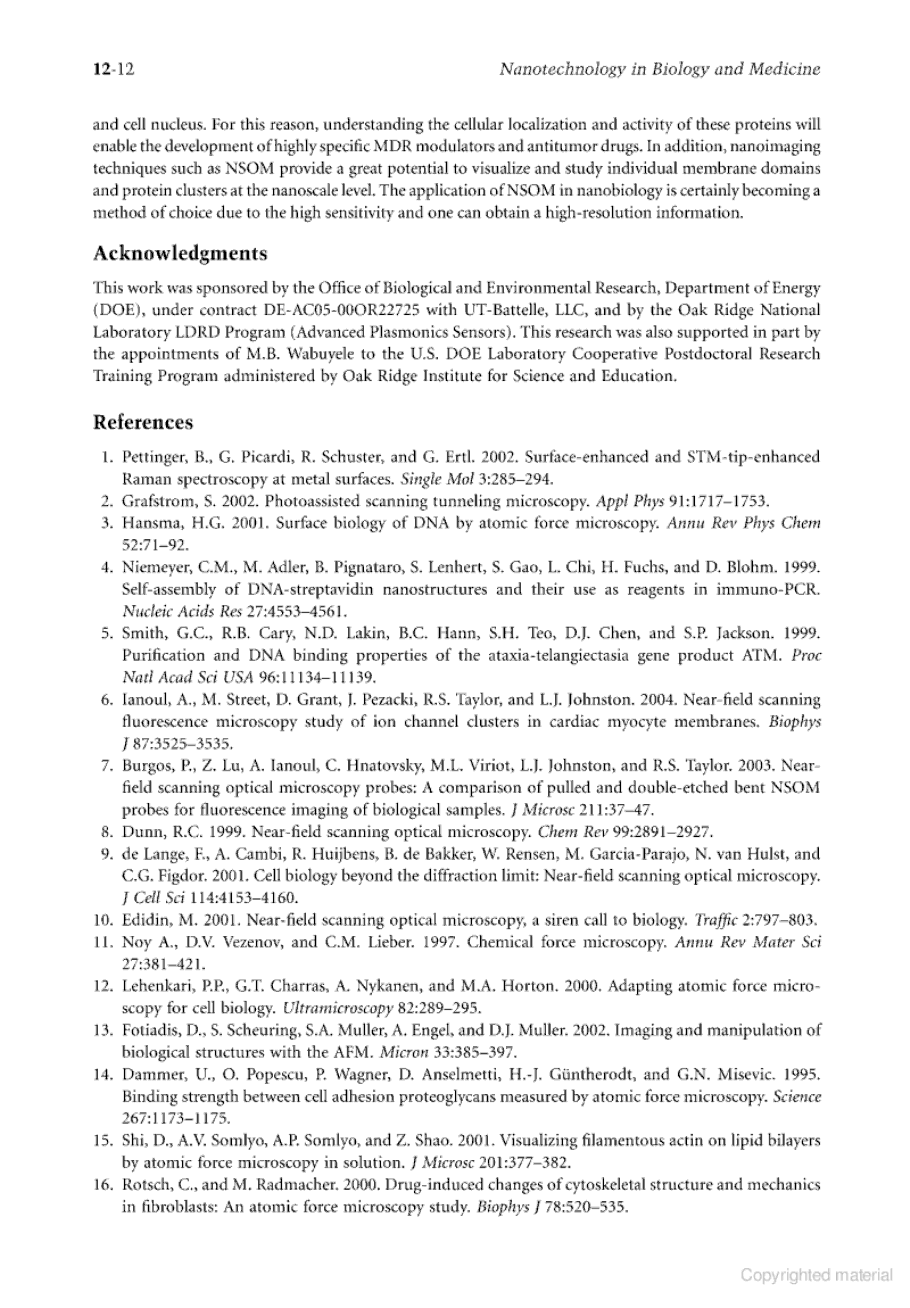 12-12 Nanotechnology in Biology and Medicine
and cell nucleus. For this reason, understanding the cellular localization and activity of these proteins will
enable the development of highly specific MDR modulators and antitumor drugs. In addition, nanoimaging
techniques such as NSOM provide a great potential to visualize and study individual membrane domains
and protein clusters at the nanoscale level. The application of NSOM in nanobiology is certainly becoming a
method of choice due to the high sensitivity and one can obtain a high-resolution information.
Acknowledgments
This work was sponsored by the Office of Biological and Environmental Research, Department of Energy
(DOE), under contract DE-AC05-00OR22725 with UT-Battelle, LLC, and by the Oak Ridge National
Laboratory LDRD Program (Advanced Plasmonics Sensors). This research was also supported in part by
the appointments of M.B. Wabuyele to the U.S. DOE Laboratory Cooperative Postdoctoral Research
Training Program administered by Oak Ridge Institute for Science and Education.
References
1. Pettinger, B., G. Picardi, R. Schuster, and G. Ertl. 2002. Surface-enhanced and STM-tip-enhanced
Raman spectroscopy at metal surfaces. Single Mol 3:285–294.
2. Grafstrom, S. 2002. Photoassisted scanning tunneling microscopy. Appl Phys 91:1717–1753.
3. Hansma, H.G. 2001. Surface biology of DNA by atomic force microscopy. Annu Rev Phys Chem
52:71–92.
4. Niemeyer, C.M., M. Adler, B. Pignataro, S. Lenhert, S. Gao, L. Chi, H. Fuchs, and D. Blohm. 1999.
Self-assembly of DNA-streptavidin nanostructures and their use as reagents in immuno-PCR.
Nucleic Acids Res 27:4553–4561.
5. Smith, G.C., R.B. Cary, N.D. Lakin, B.C. Hann, S.H. Teo, D.J. Chen, and S.P. Jackson. 1999.
Purification and DNA binding properties of the ataxia-telangiectasia gene product ATM. Proc
Natl Acad Sci USA 96:11134–11139.
6. Ianoul, A., M. Street, D. Grant, J. Pezacki, R.S. Taylor, and L.J. Johnston. 2004. Near-field scanning
fluorescence microscopy study of ion channel clusters in cardiac myocyte membranes. Biophys
J 87:3525–3535.
7. Burgos, P., Z. Lu, A. Ianoul, C. Hnatovsky, M.L. Viriot, L.J. Johnston, and R.S. Taylor. 2003. Near-
field scanning optical microscopy probes: A comparison of pulled and double-etched bent NSOM
probes for fluorescence imaging of biological samples. J Microsc 211:37–47.
8. Dunn, R.C. 1999. Near-field scanning optical microscopy. Chem Rev 99:2891–2927.
9. de Lange, F., A. Cambi, R. Huijbens, B. de Bakker, W. Rensen, M. Garcia-Parajo, N. van Hulst, and
C.G. Figdor. 2001. Cell biology beyond the diffraction limit: Near-field scanning optical microscopy.
J Cell Sci 114:4153–4160.
10. Edidin, M. 2001. Near-field scanning optical microscopy, a siren call to biology. Traffic 2:797–803.
11. Noy A., D.V. Vezenov, and C.M. Lieber. 1997. Chemical force microscopy. Annu Rev Mater Sci
27:381–421.
12. Lehenkari, P.P., G.T. Charras, A. Nykanen, and M.A. Horton. 2000. Adapting atomic force micro-
scopy for cell biology. Ultramicroscopy 82:289–295.
13. Fotiadis, D., S. Scheuring, S.A. Muller, A. Engel, and D.J. Muller. 2002. Imaging and manipulation of
biological structures with the AFM. Micron 33:385–397.
14. Dammer, U., O. Popescu, P. Wagner, D. Anselmetti, H.-J. Güntherodt, and G.N. Misevic. 1995.
Binding strength between cell adhesion proteoglycans measured by atomic force microscopy. Science
267:1173–1175.
15. Shi, D., A.V. Somlyo, A.P. Somlyo, and Z. Shao. 2001. Visualizing filamentous actin on lipid bilayers
by atomic force microscopy in solution. J Microsc 201:377–382.
16. Rotsch, C., and M. Radmacher. 2000. Drug-induced changes of cytoskeletal structure and mechanics
in fibroblasts: An atomic force microscopy study. Biophys J 78:520–535.
Copyrighted material